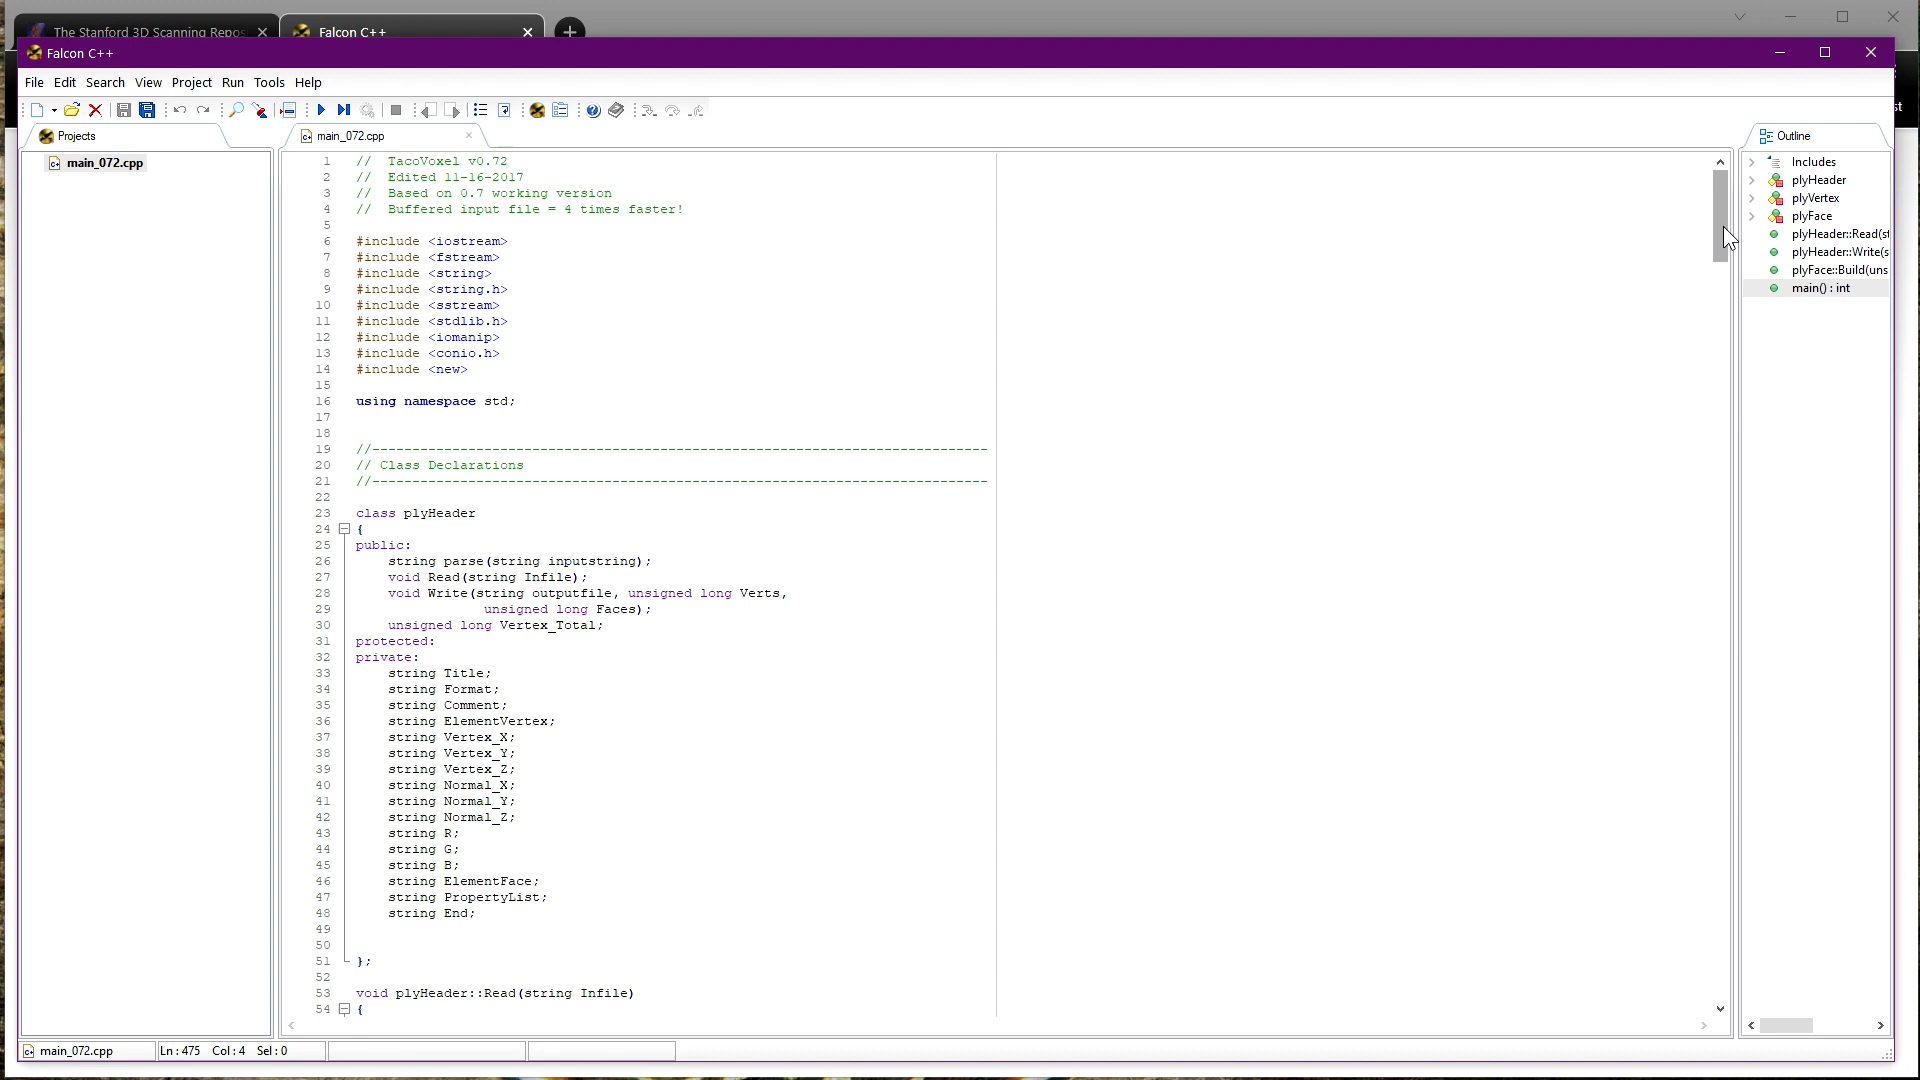 The Stanford 3D Scanning Repos
Falcon C++
Falcon C++
File Edit Search View Project Run Tools Help
st
Projects
main_072.cpp
Outline
main_072.cpp
1 // TacoVoxel v0.72
2 // Edited 11-16-2017
3 // Based on 0.7 working version
4 // Buffered input file = 4 times faster!
5
6 #include <iostream>
7 #include <fstream>
8 #include <string>
9 #include <string.h>
10 #include <sstream>
11 #include <stdlib.h>
12 #include <iomanip>
13 #include <conio.h>
14 #include <new>
15
16 using namespace std;
17
18
19 //-----------------------------------------------------------------------------
20 // Class Declarations
21 //-----------------------------------------------------------------------------
22
23 class plyHeader
24 {
25 public:
26 string parse(string inputstring);
27 void Read(string Infile);
28 void Write(string outputfile, unsigned long Verts,
29 unsigned long Faces);
30 unsigned long Vertex_Total;
31 protected:
32 private:
33 string Title;
34 string Format;
35 string Comment;
36 string ElementVertex;
37 string Vertex_X;
38 string Vertex_Y;
39 string Vertex_Z;
40 string Normal_X;
41 string Normal_Y;
42 string Normal_Z;
43 string R;
44 string G;
45 string B;
46 string ElementFace;
47 string PropertyList;
48 string End;
49
50
51 };
52
53 void plyHeader::Read(string Infile)
54 {
Includes
plyHeader
plyVertex
plyFace
plyHeader::Read(st
plyHeader::Write(s
plyFace::Build(uns
main() : int
main_072.cpp Ln : 475 Col : 4 Sel : 0